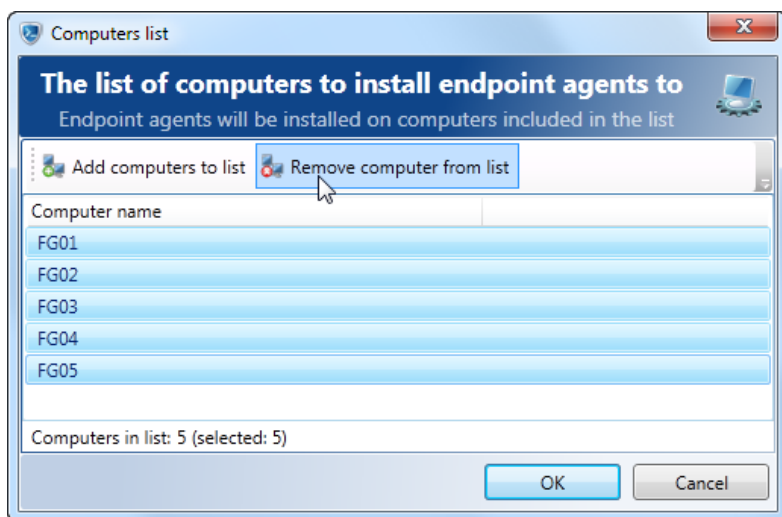 Computers list
The list of computers to install endpoint agents to
Endpoint agents will be installed on computers included in the list
Add computers to list Remove computer from list
Computer name
FG01
FG02
FG03
FG04
FG05
Computers in list: 5 (selected: 5)
OK Cancel